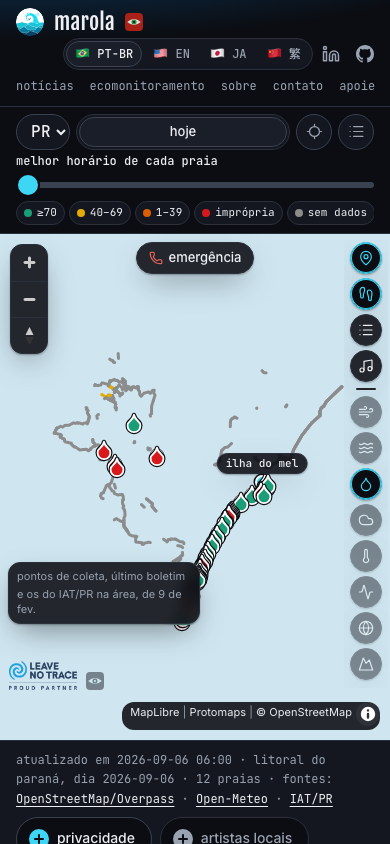 marola
PT-BR
EN
JA
繁
notícias
ecomonitoramento
sobre
contato
apoie
PR
hoje
melhor horário de cada praia
≥70
40–69
1–39
imprópria
sem dados
emergência
ilha do mel
pontos de coleta, último boletim
e os do IAT/PR na área, de 9 de
fev.
LEAVE
NO TRACE
PROUD PARTNER
MapLibre | Protomaps | © OpenStreetMap
atualizado em 2026-09-06 06:00 · litoral do
paraná, dia 2026-09-06 · 12 praias · fontes:
OpenStreetMap/Overpass · Open-Meteo · IAT/PR
privacidade
artistas locais